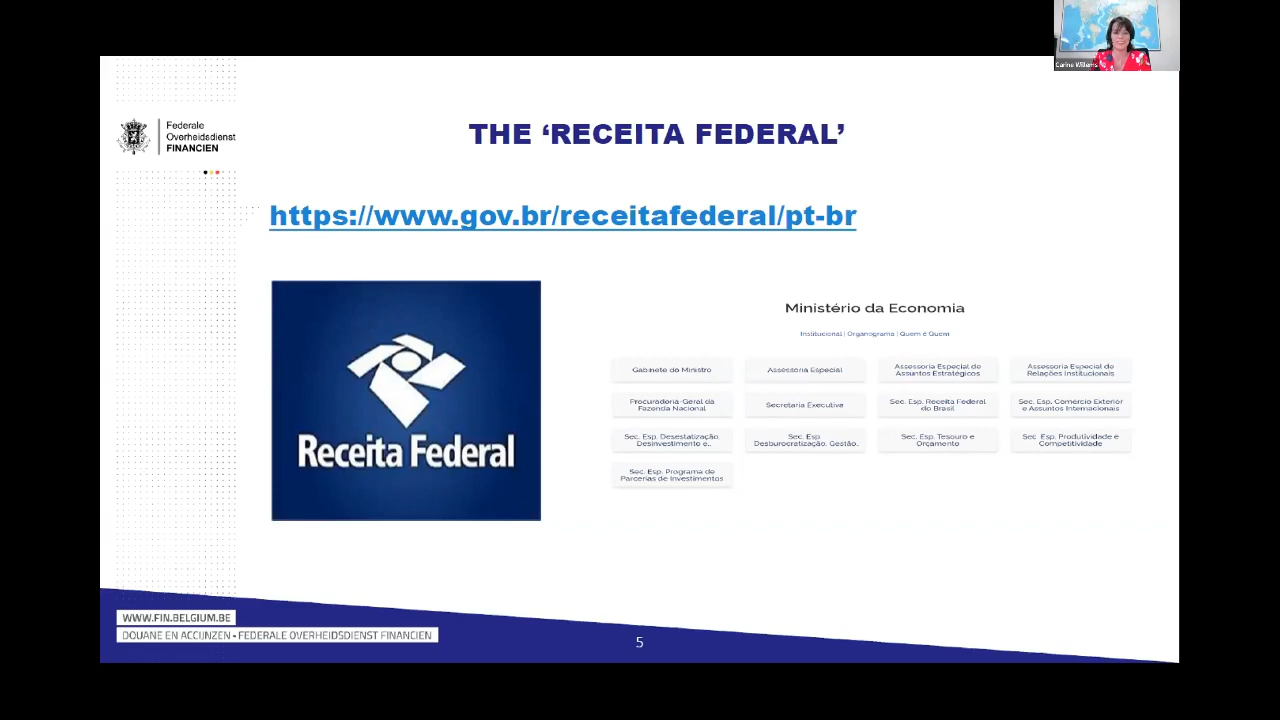 Carine Willems
Federale
Overheidsdienst
FINANCIEN
THE ‘RECEITA FEDERAL’
https://www.gov.br/receitafederal/pt-br
Receita Federal
Ministério da Economia
Institucional | Organograma | Quem é Quem
Gabinete do Ministro
Assessoria Especial
Assessoria Especial de
Assuntos Estratégicos
Assessoria Especial de
Relações Institucionais
Procuradoria-Geral da
Fazenda Nacional
Secretaria Executiva
Sec. Esp. Receita Federal
do Brasil
Sec. Esp. Comércio Exterior
e Assuntos Internacionais
Sec. Esp. Desestatização,
Desinvestimento e..
Sec. Esp.
Desburocratização, Gestão,
Sec. Esp. Tesouro e
Orçamento
Sec. Esp. Produtividade e
Competitividade
Sec. Esp. Programa de
Parcerias de Investimentos
WWW.FIN.BELGIUM.BE
DOUANE EN ACCIJNZEN - FEDERALE OVERHEIDSDIENST FINANCIEN
5